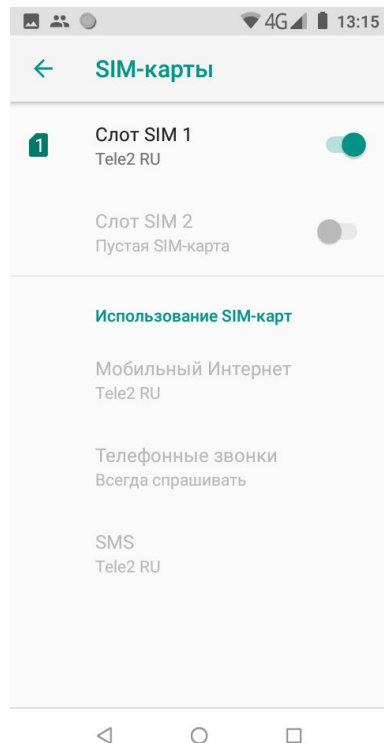 4G 13:15
SIM-карты
1
Слот SIM 1
Tele2 RU
Слот SIM 2
Пустая SIM-карта
Использование SIM-карт
Мобильный Интернет
Tele2 RU
Телефонные звонки
Всегда спрашивать
SMS
Tele2 RU